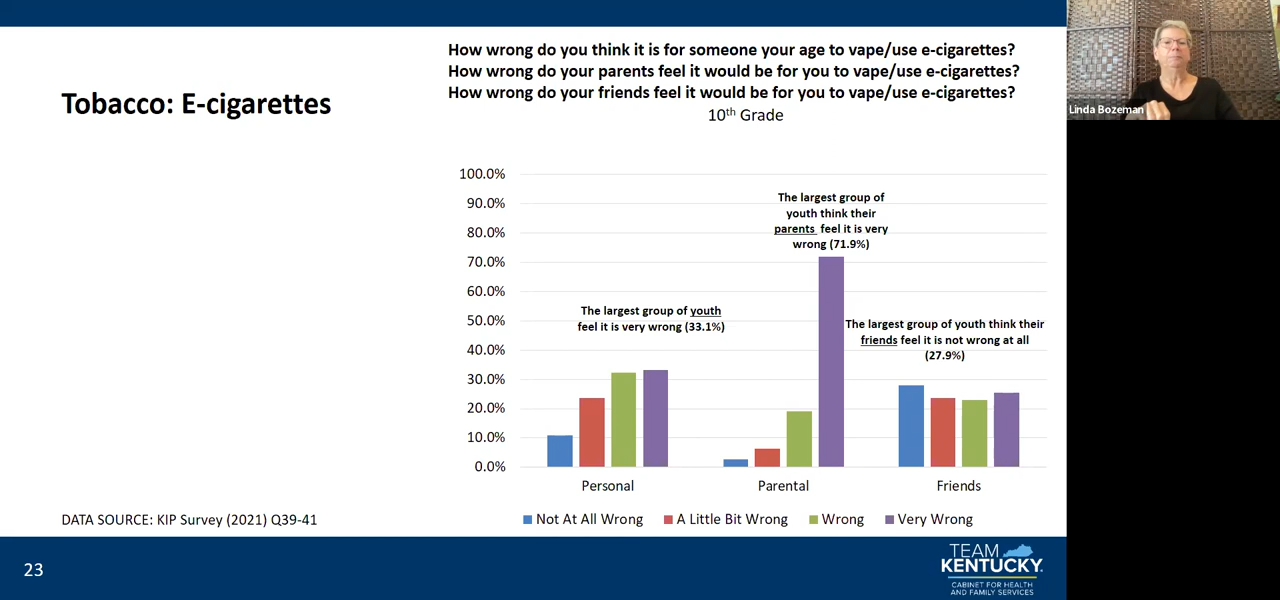 How wrong do you think it is for someone your age to vape/use e-cigarettes?
How wrong do your parents feel it would be for you to vape/use e-cigarettes?
How wrong do your friends feel it would be for you to vape/use e-cigarettes?
10th Grade
Tobacco: E-cigarettes
Linda Bozeman
100.0%
90.0%
80.0%
70.0%
60.0%
50.0%
40.0%
30.0%
20.0%
10.0%
0.0%
The largest group of
youth think their
parents feel it is very
wrong (71.9%)
The largest group of youth
feel it is very wrong (33.1%)
The largest group of youth think their
friends feel it is not wrong at all
(27.9%)
Personal Parental Friends
Not At All Wrong A Little Bit Wrong Wrong Very Wrong
DATA SOURCE: KIP Survey (2021) Q39-41
23
TEAM
KENTUCKY.
CABINET FOR HEALTH
AND FAMILY SERVICES